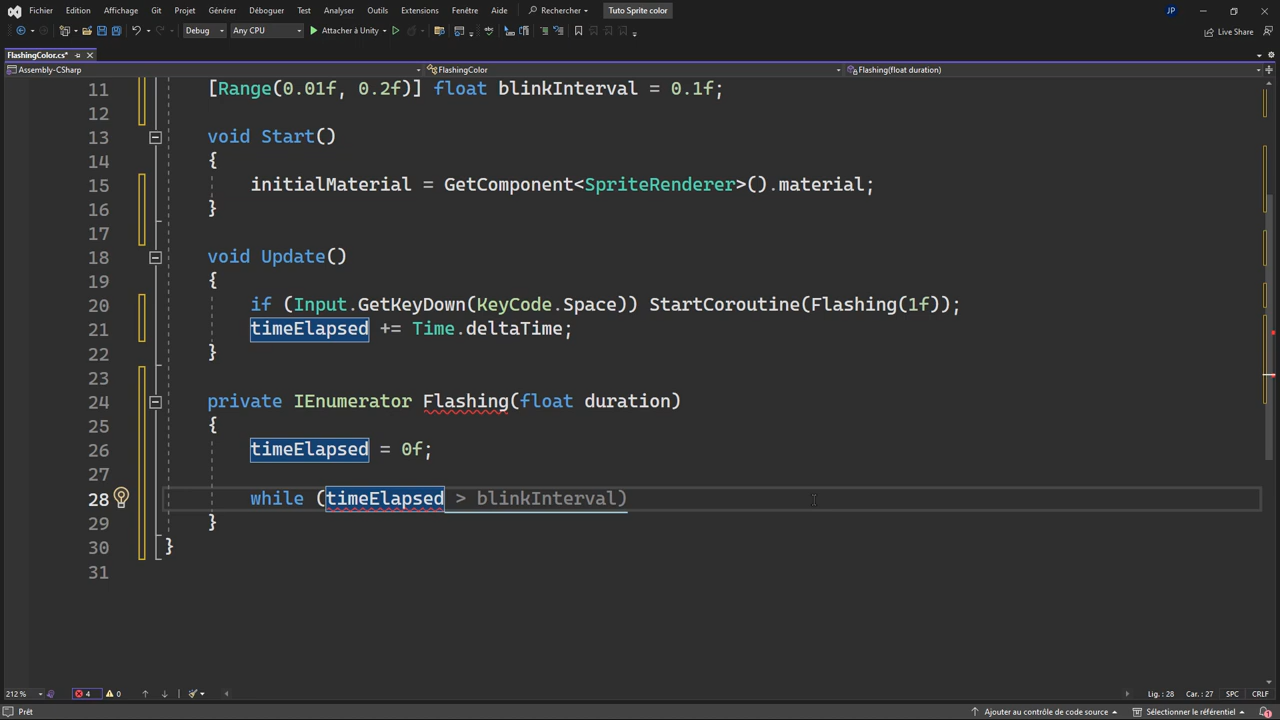 Fichier Edition Affichage Git Projet Générer Déboguer Test Analyser Outils Extensions Fenêtre Aide Rechercher Tuto Sprite color JP
Debug Any CPU Attacher à Unity Live Share
FlashingColor.cs*
Assembly-CSharp FlashingColor Flashing(float duration)
11 [Range(0.01f, 0.2f)] float blinkInterval = 0.1f;
12
13 void Start()
14 {
15 initialMaterial = GetComponent<SpriteRenderer>().material;
16 }
17
18 void Update()
19 {
20 if (Input.GetKeyDown(KeyCode.Space)) StartCoroutine(Flashing(1f));
21 timeElapsed += Time.deltaTime;
22 }
23
24 private IEnumerator Flashing(float duration)
25 {
26 timeElapsed = 0f;
27
28 while (timeElapsed > blinkInterval)
29 }
30 }
31
212 % 4 0 Lig. : 28 Car. : 27 SPC CRLF
Prêt Ajouter au contrôle de code source Sélectionner le référentiel 1